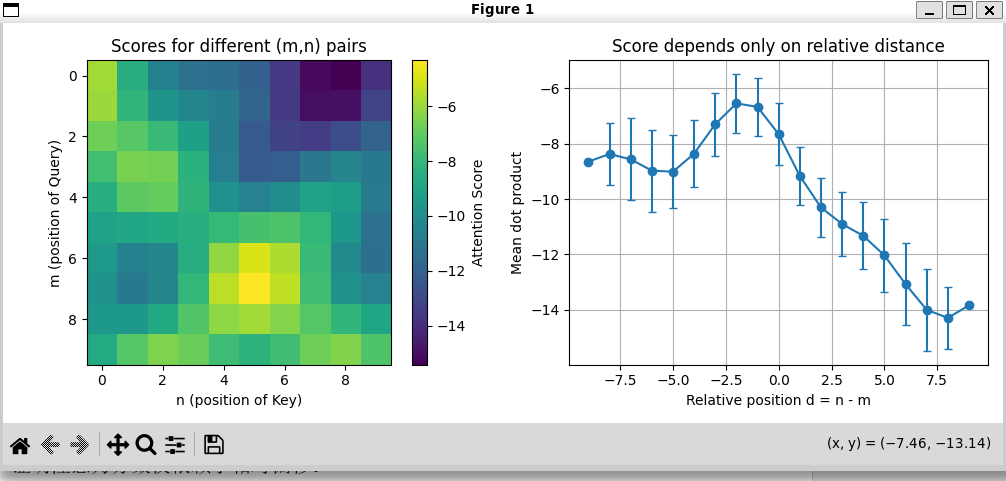 Figure 1
Scores for different (m,n) pairs
m (position of Query)
0
2
4
6
8
0 2 4 6 8
n (position of Key)
−6
−8
−10
−12
−14
Attention Score
Score depends only on relative distance
Mean dot product
−6
−8
−10
−12
−14
−7.5 −5.0 −2.5 0.0 2.5 5.0 7.5
Relative position d = n - m
(x, y) = (−7.46, −13.14)